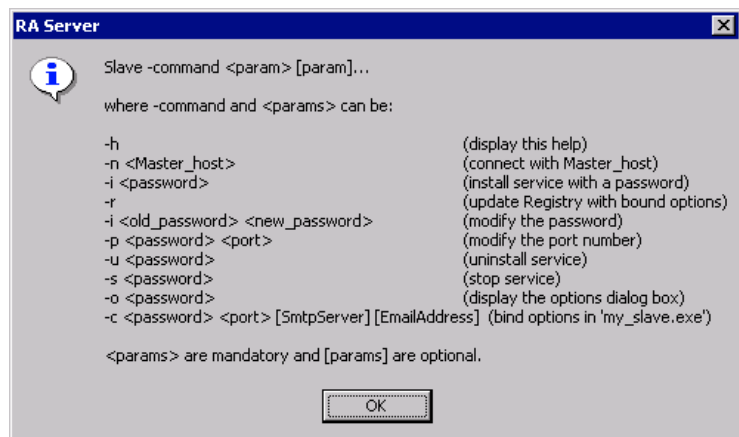 RA Server
Slave -command <param> [param]...
where -command and <params> can be:
-h (display this help)
-n <Master_host> (connect with Master_host)
-i <password> (install service with a password)
-r (update Registry with bound options)
-i <old_password> <new_password> (modify the password)
-p <password> <port> (modify the port number)
-u <password> (uninstall service)
-s <password> (stop service)
-o <password> (display the options dialog box)
-c <password> <port> [SmtpServer] [EmailAddress] (bind options in 'my_slave.exe')
<params> are mandatory and [params] are optional.
OK